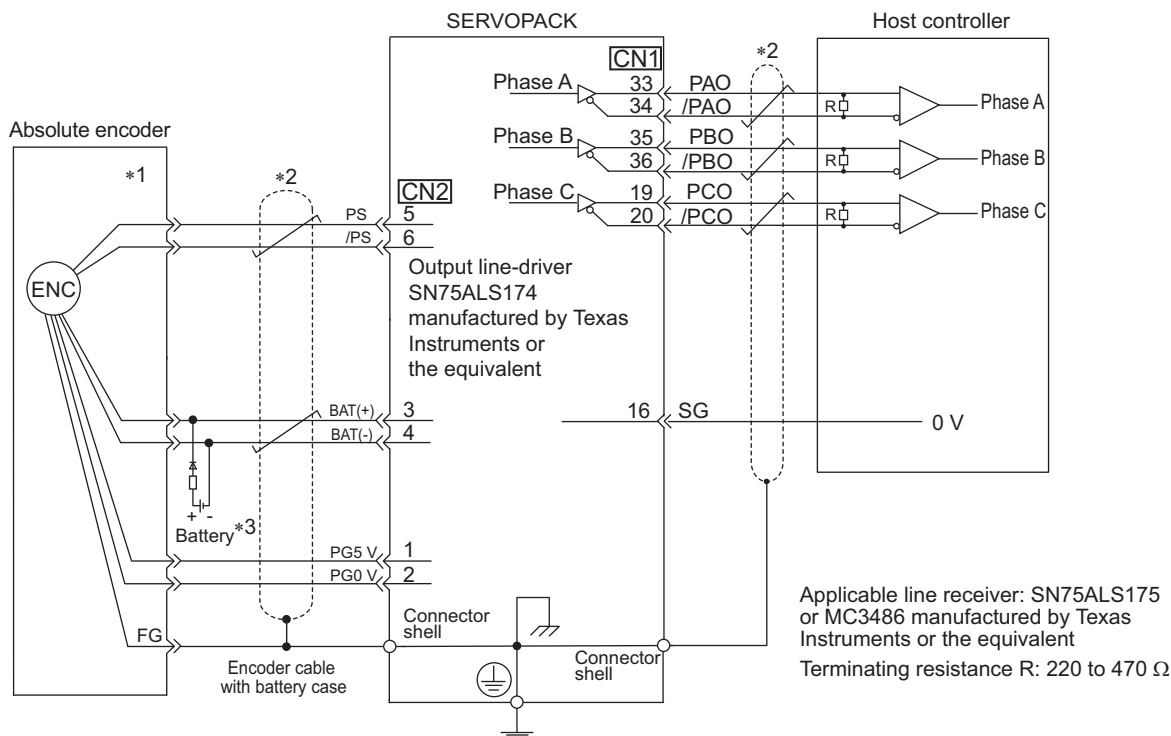 SERVOPACK
Host controller
CN1
*2
Phase A
33
PAO
34
/PAO
R
Phase A
Phase B
35
PBO
36
/PBO
R
Phase B
Phase C
19
PCO
20
/PCO
R
Phase C
Absolute encoder
*1
*2
CN2
PS
5
/PS
6
ENC
Output line-driver
SN75ALS174
manufactured by Texas
Instruments or
the equivalent
BAT(+)
3
BAT(-)
4
16
SG
0 V
+ -
Battery
*3
PG5 V
1
PG0 V
2
FG
Connector
shell
Encoder cable
with battery case
Connector
shell
Applicable line receiver: SN75ALS175
or MC3486 manufactured by Texas
Instruments or the equivalent
Terminating resistance R: 220 to 470 Ω